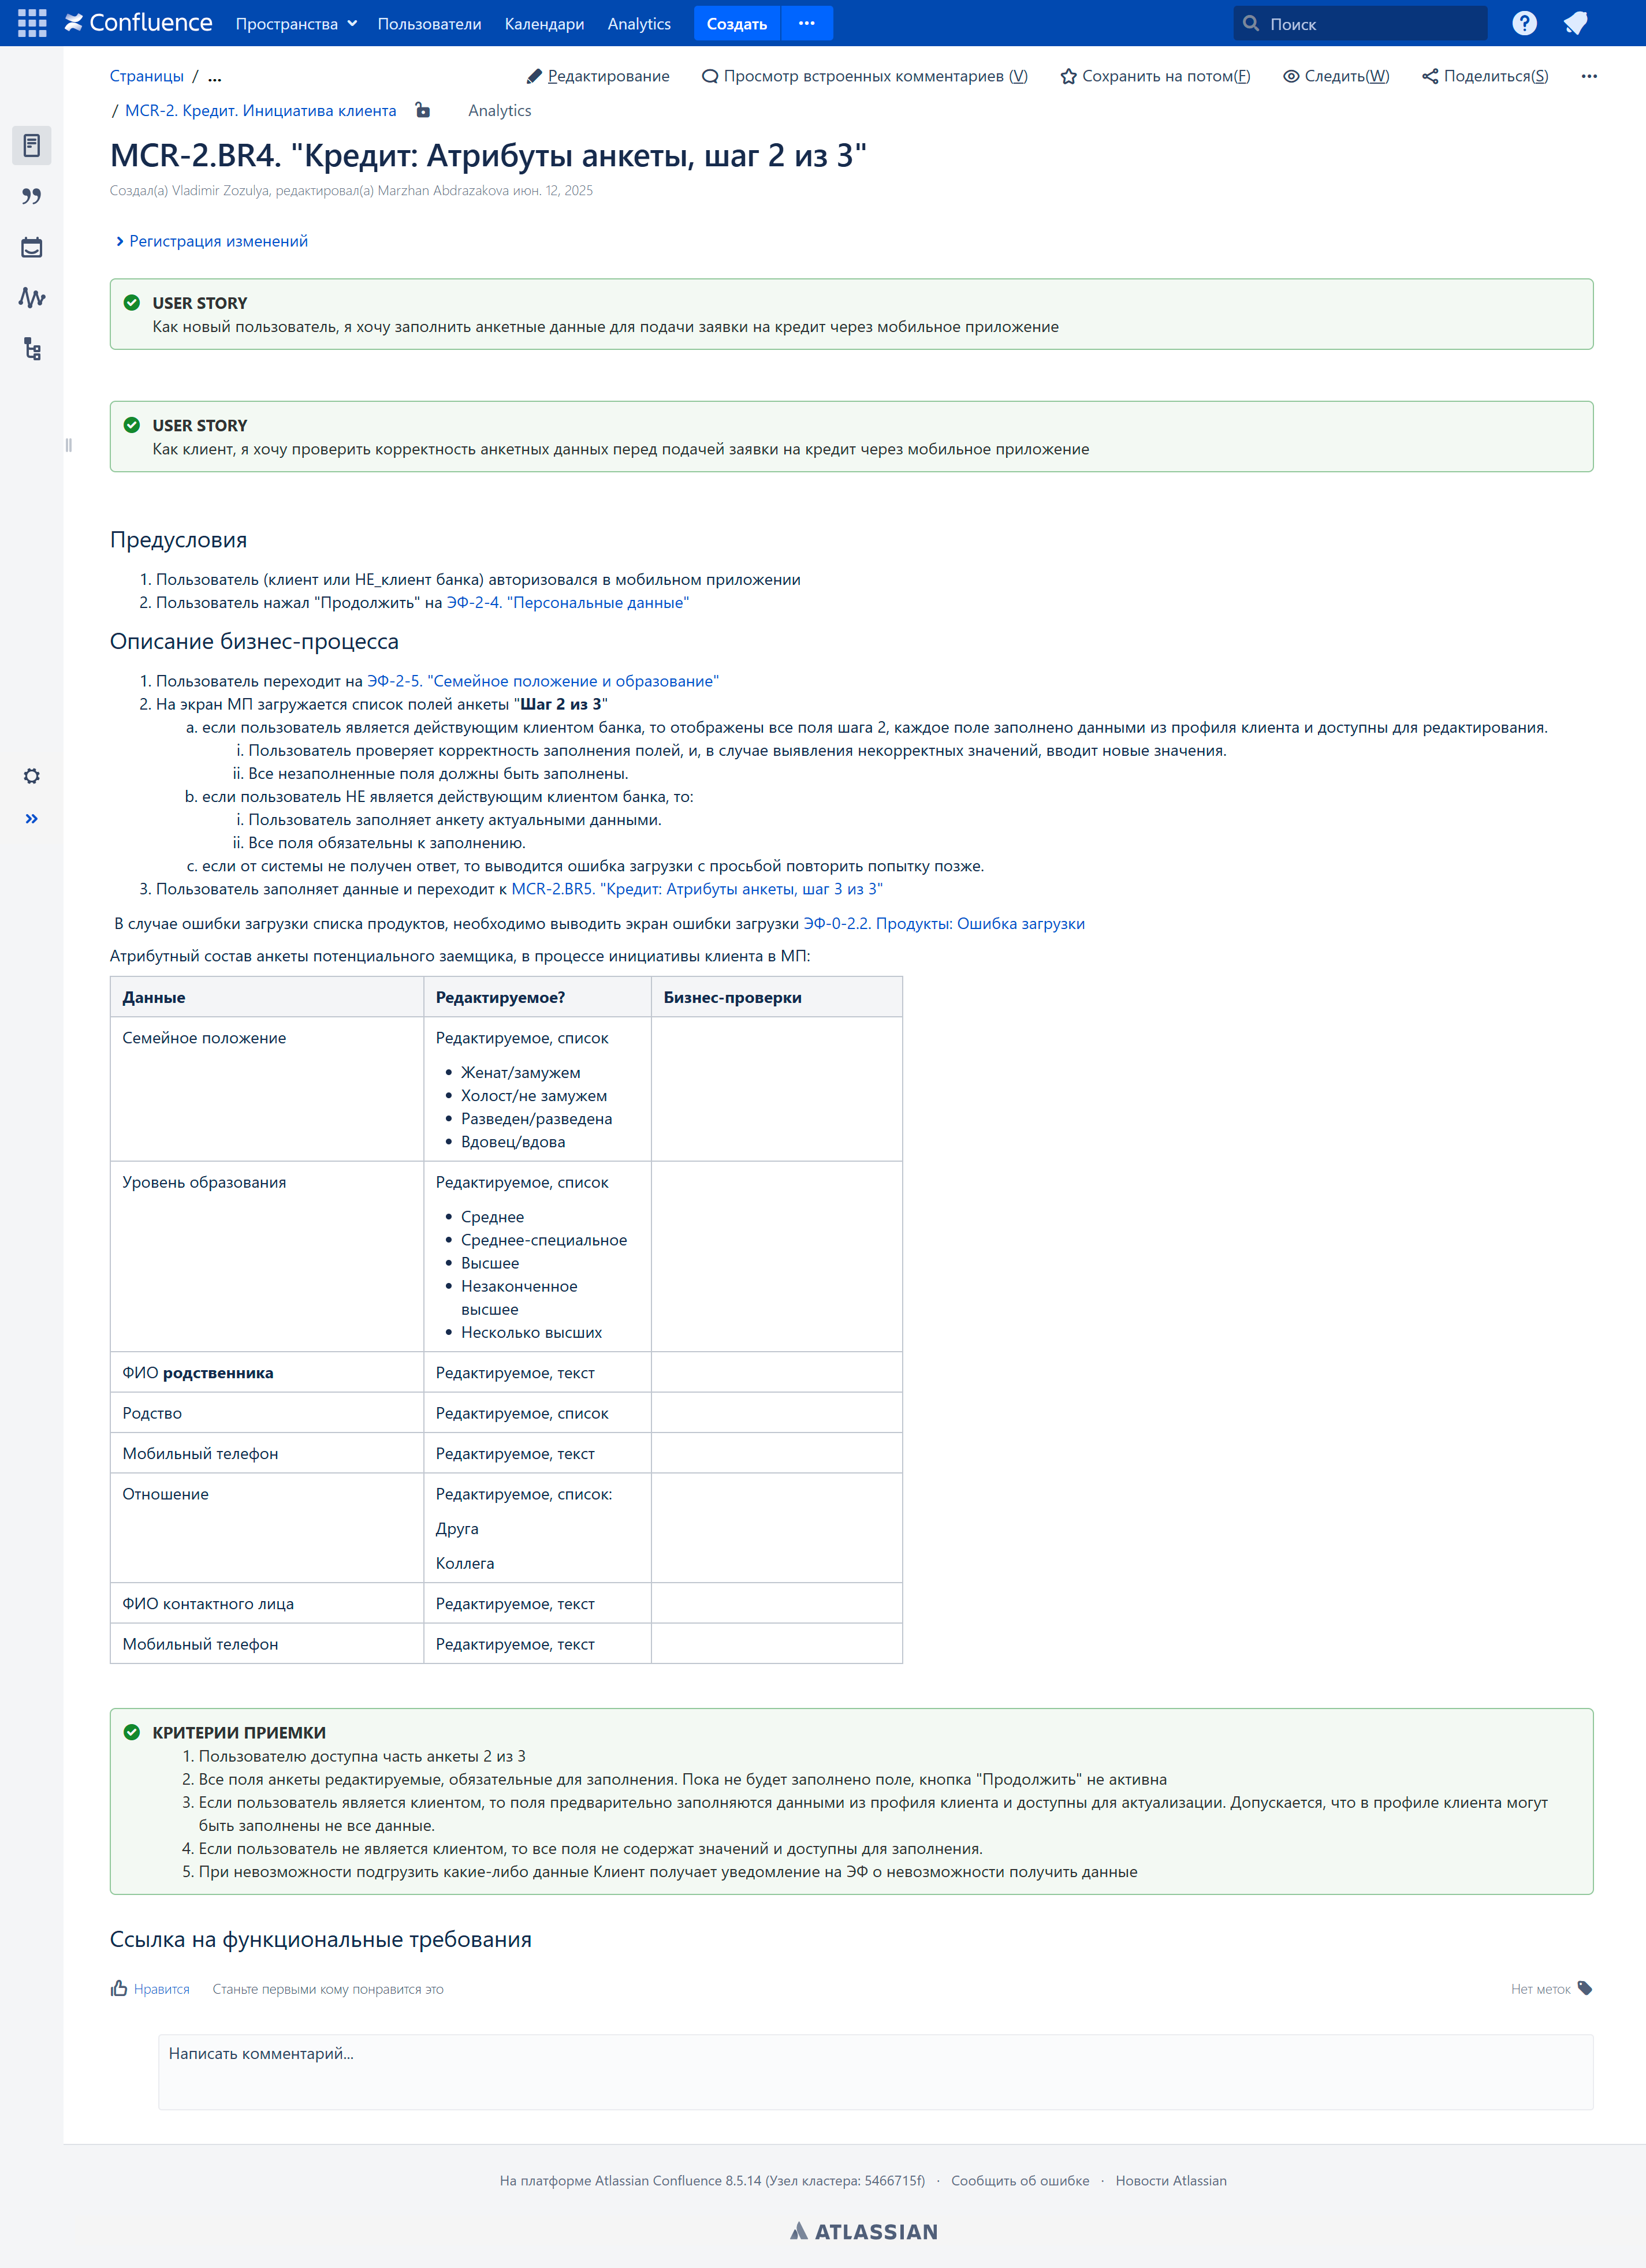 Confluence Пространства Пользователи Календари Analytics Создать ··· Поиск
Страницы / ... Редактирование Просмотр встроенных комментариев (V) Сохранить на потом(F) Следить(W) Поделиться(S) ···
/ MCR-2. Кредит. Инициатива клиента Analytics
MCR-2.BR4. "Кредит: Атрибуты анкеты, шаг 2 из 3"
Создал(а) Vladimir Zozulya, редактировал(а) Marzhan Abdrazakova июн. 12, 2025
Регистрация изменений
USER STORY
Как новый пользователь, я хочу заполнить анкетные данные для подачи заявки на кредит через мобильное приложение
USER STORY
Как клиент, я хочу проверить корректность анкетных данных перед подачей заявки на кредит через мобильное приложение
Предусловия
1. Пользователь (клиент или НЕ_клиент банка) авторизовался в мобильном приложении
2. Пользователь нажал "Продолжить" на ЭФ-2-4. "Персональные данные"
Описание бизнес-процесса
1. Пользователь переходит на ЭФ-2-5. "Семейное положение и образование"
2. На экран МП загружается список полей анкеты "Шаг 2 из 3"
a. если пользователь является действующим клиентом банка, то отображены все поля шага 2, каждое поле заполнено данными из профиля клиента и доступны для редактирования.
i. Пользователь проверяет корректность заполнения полей, и, в случае выявления некорректных значений, вводит новые значения.
ii. Все незаполненные поля должны быть заполнены.
b. если пользователь НЕ является действующим клиентом банка, то:
i. Пользователь заполняет анкету актуальными данными.
ii. Все поля обязательны к заполнению.
c. если от системы не получен ответ, то выводится ошибка загрузки с просьбой повторить попытку позже.
3. Пользователь заполняет данные и переходит к MCR-2.BR5. "Кредит: Атрибуты анкеты, шаг 3 из 3"
В случае ошибки загрузки списка продуктов, необходимо выводить экран ошибки загрузки ЭФ-0-2.2. Продукты: Ошибка загрузки
Атрибутный состав анкеты потенциального заемщика, в процессе инициативы клиента в МП:
Данные Редактируемое? Бизнес-проверки
Семейное положение Редактируемое, список
• Женат/замужем
• Холост/не замужем
• Разведен/разведена
• Вдовец/вдова
Уровень образования Редактируемое, список
• Среднее
• Среднее-специальное
• Высшее
• Незаконченное
высшее
• Несколько высших
ФИО родственника Редактируемое, текст
Родство Редактируемое, список
Мобильный телефон Редактируемое, текст
Отношение Редактируемое, список:
Друга
Коллега
ФИО контактного лица Редактируемое, текст
Мобильный телефон Редактируемое, текст
КРИТЕРИИ ПРИЕМКИ
1. Пользователю доступна часть анкеты 2 из 3
2. Все поля анкеты редактируемые, обязательные для заполнения. Пока не будет заполнено поле, кнопка "Продолжить" не активна
3. Если пользователь является клиентом, то поля предварительно заполняются данными из профиля клиента и доступны для актуализации. Допускается, что в профиле клиента могут
быть заполнены не все данные.
4. Если пользователь не является клиентом, то все поля не содержат значений и доступны для заполнения.
5. При невозможности подгрузить какие-либо данные Клиент получает уведомление на ЭФ о невозможности получить данные
Ссылка на функциональные требования
Нравится Станьте первыми кому понравится это Нет меток
Написать комментарий...
На платформе Atlassian Confluence 8.5.14 (Узел кластера: 5466715f) · Сообщить об ошибке · Новости Atlassian
ATLASSIAN